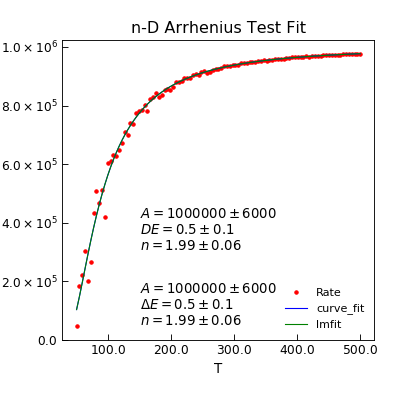 n-D Arrhenius Test Fit
1.0 × 10⁶
8.0 × 10⁵
6.0 × 10⁵
4.0 × 10⁵
2.0 × 10⁵
0.0
A = 1000000 ± 6000
DE = 0.5 ± 0.1
n = 1.99 ± 0.06
A = 1000000 ± 6000
ΔE = 0.5 ± 0.1
n = 1.99 ± 0.06
Rate
curve_fit
lmfit
100.0 200.0 300.0 400.0 500.0
T